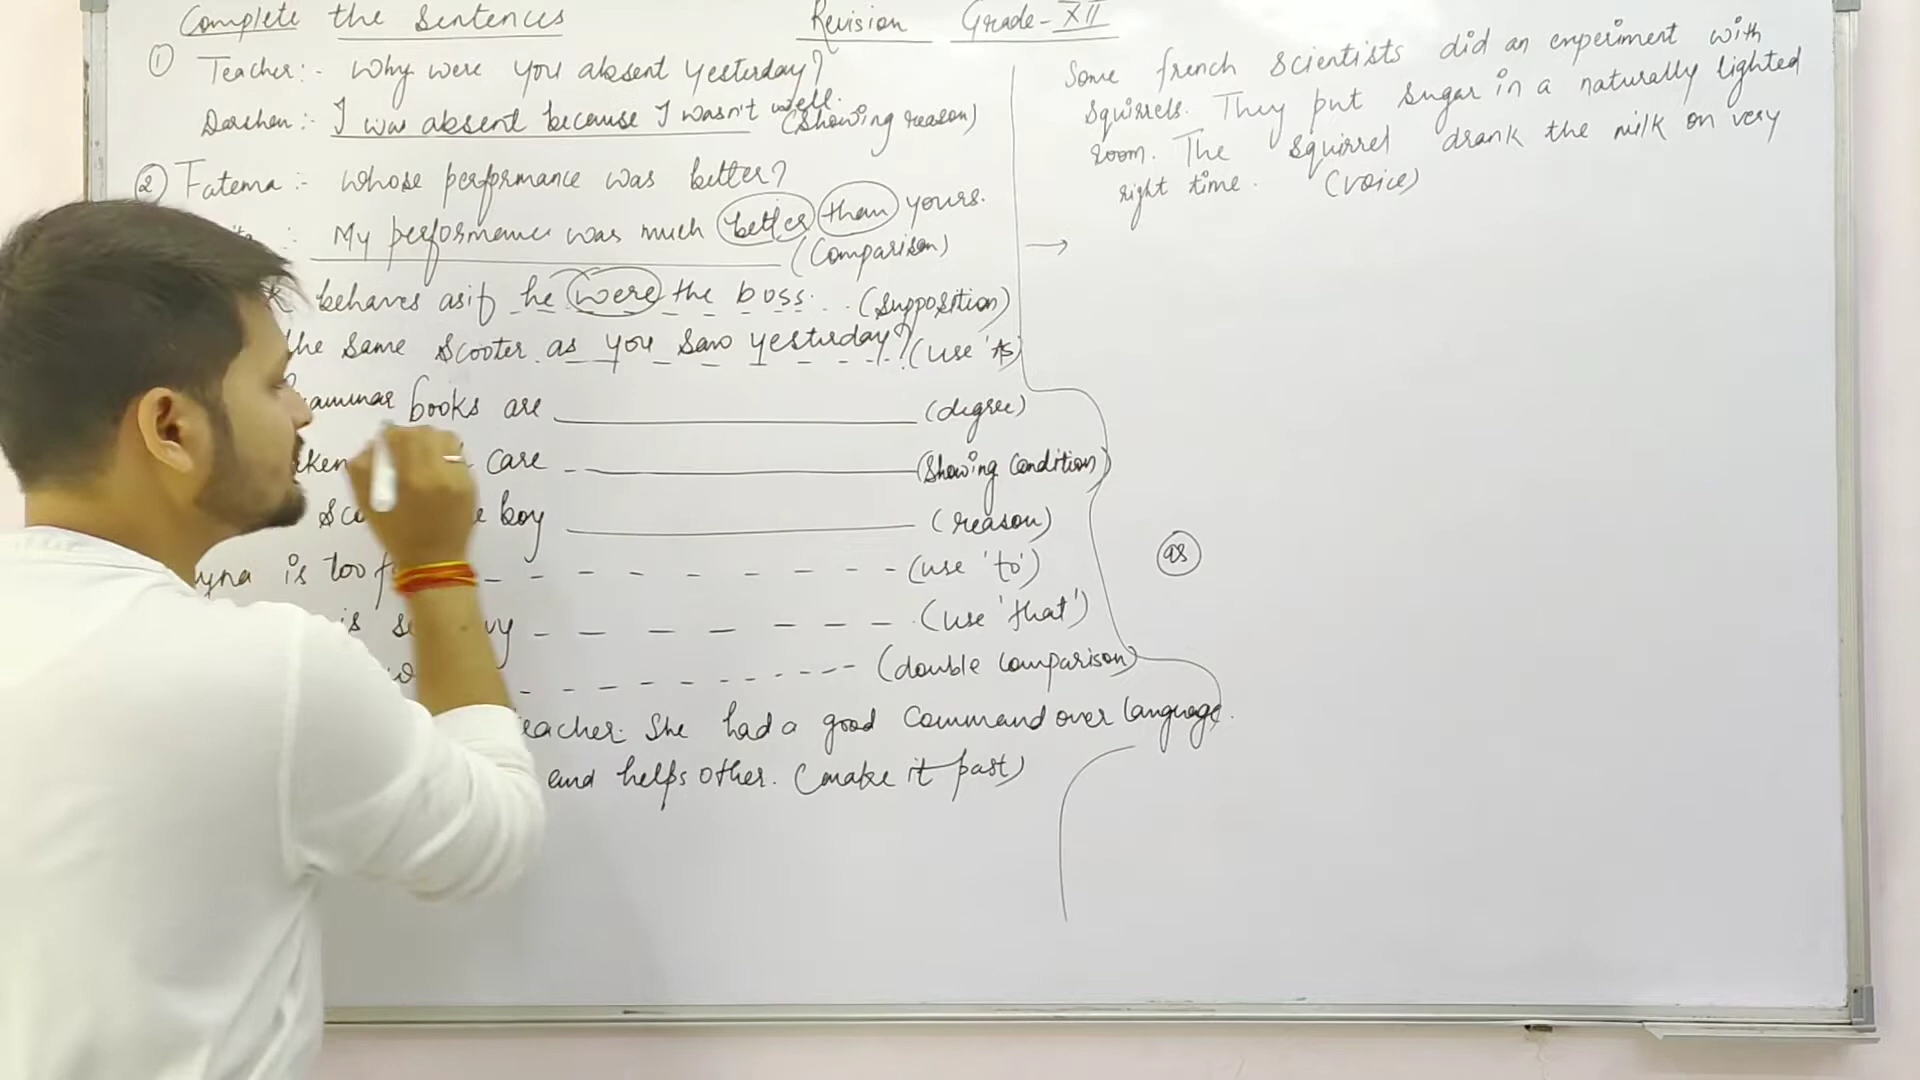 Complete the Sentences Revision Grade-XII
① Teacher:- Why were you absent yesterday?
Darshan:- I was absent because I wasn't well. (Showing reason)
② Fatema:- Whose performance was better?
My performance was much better than yours.
(Comparison)
behaves as if he were the boss. (Supposition)
the same scooter as you saw yesterday? (use 'As
books are (degree)
care (Showing Condition)
boy (reason)
is too (use 'to')
is (use 'that')
(double comparison)
teacher. She had a good command over language.
and helps other. (make it past)
Some french scientists did an experiment with
squirrels. They put sugar in a naturally lighted
room. The squirrel drank the milk on very
right time. (voice)
→
as